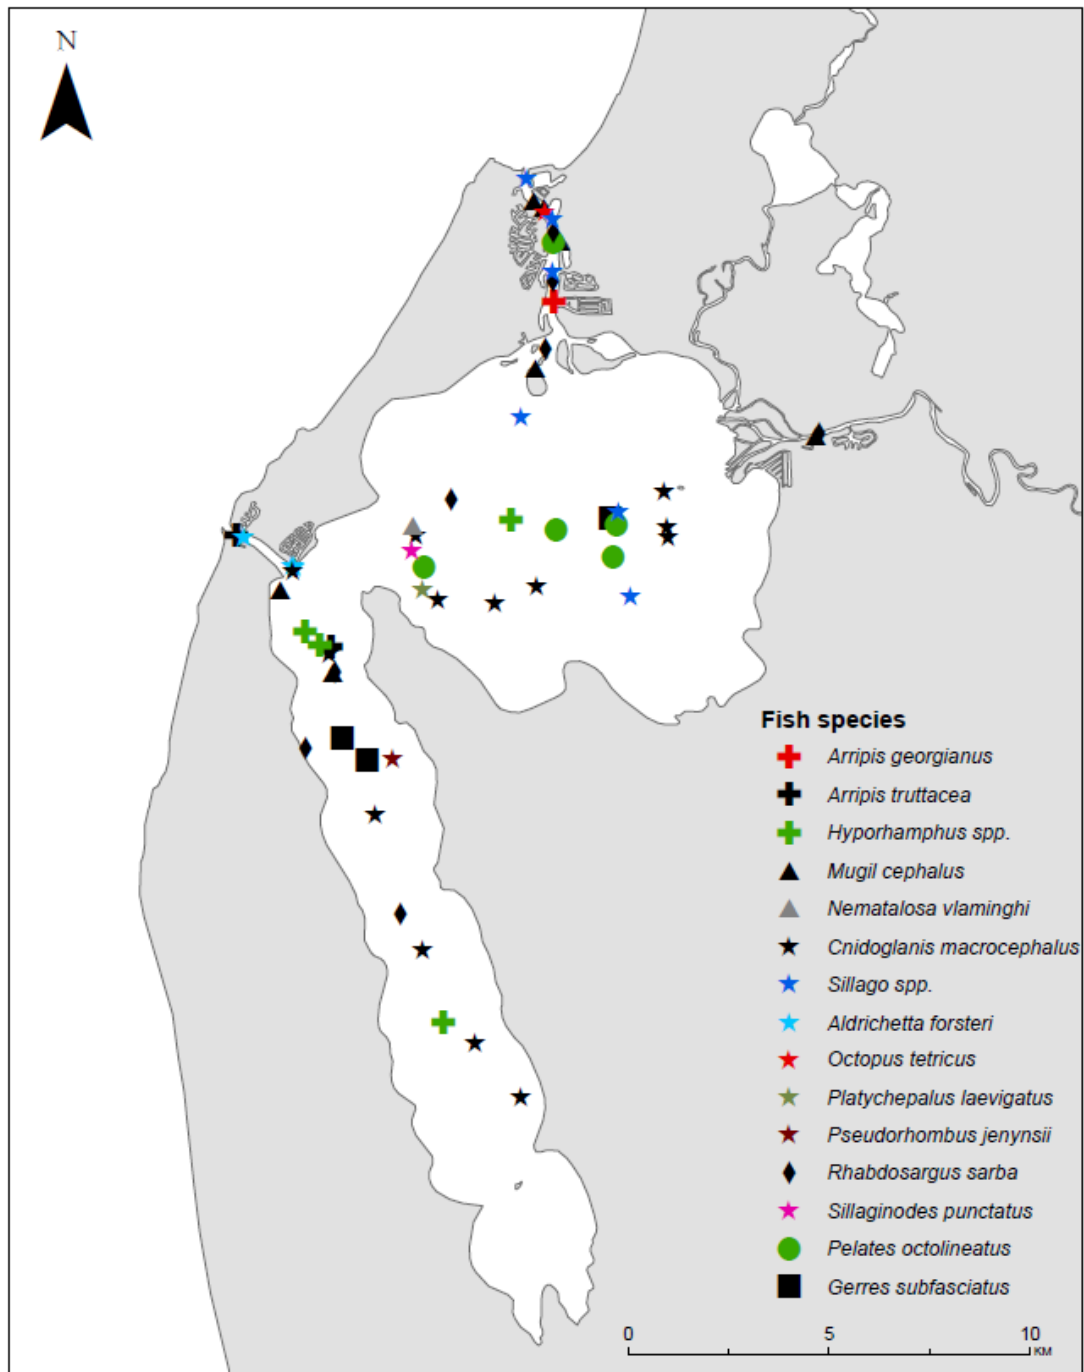 N
Fish species
Arripis georgianus
Arripis truttacea
Hyporhamphus spp.
Mugil cephalus
Nematalosa vlaminghi
Cnidoglanis macrocephalus
Sillago spp.
Aldrichetta forsteri
Octopus tetricus
Platychepalus laevigatus
Pseudorhombus jenynsii
Rhabdosargus sarba
Sillaginodes punctatus
Pelates octolineatus
Gerres subfasciatus
0 5 10
KM